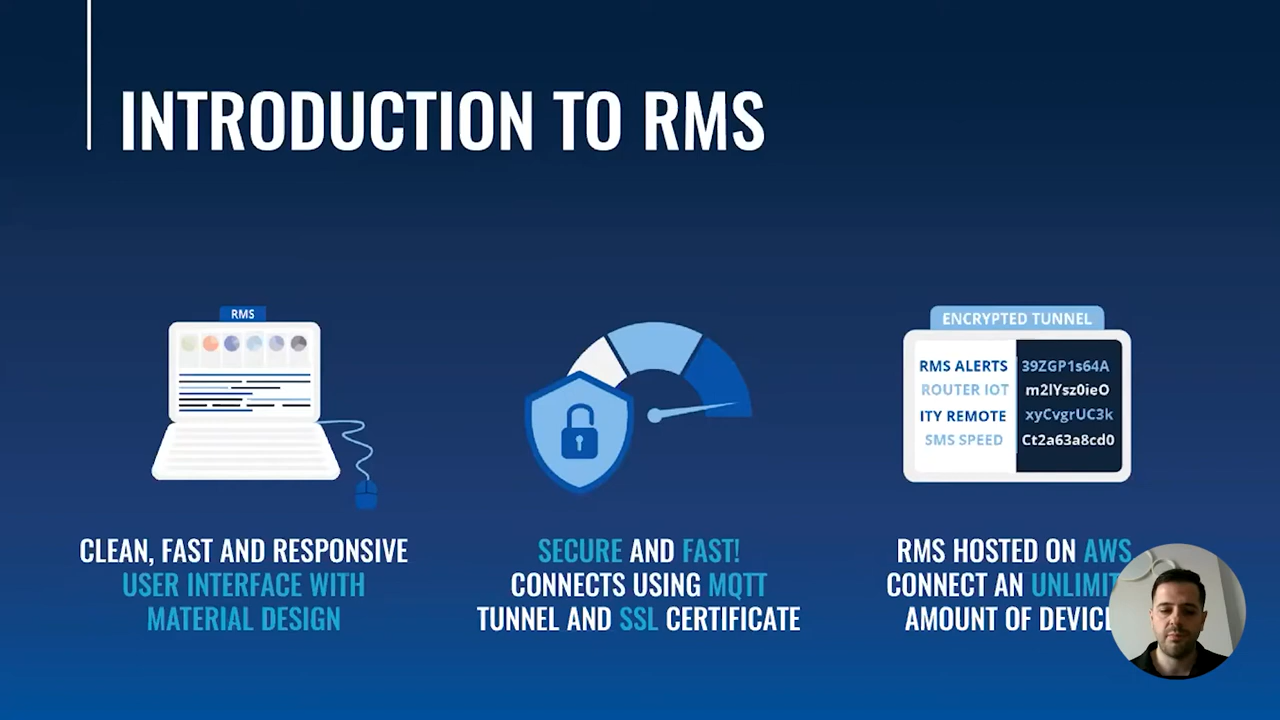 INTRODUCTION TO RMS
RMS
CLEAN, FAST AND RESPONSIVE
USER INTERFACE WITH
MATERIAL DESIGN
SECURE AND FAST!
CONNECTS USING MQTT
TUNNEL AND SSL CERTIFICATE
ENCRYPTED TUNNEL
RMS ALERTS 39ZGP1s64A
ROUTER IOT m2lYsz0ieO
ITY REMOTE xyCvgrUC3k
SMS SPEED Ct2a63a8cd0
RMS HOSTED ON AWS
CONNECT AN
AMOUNT OF